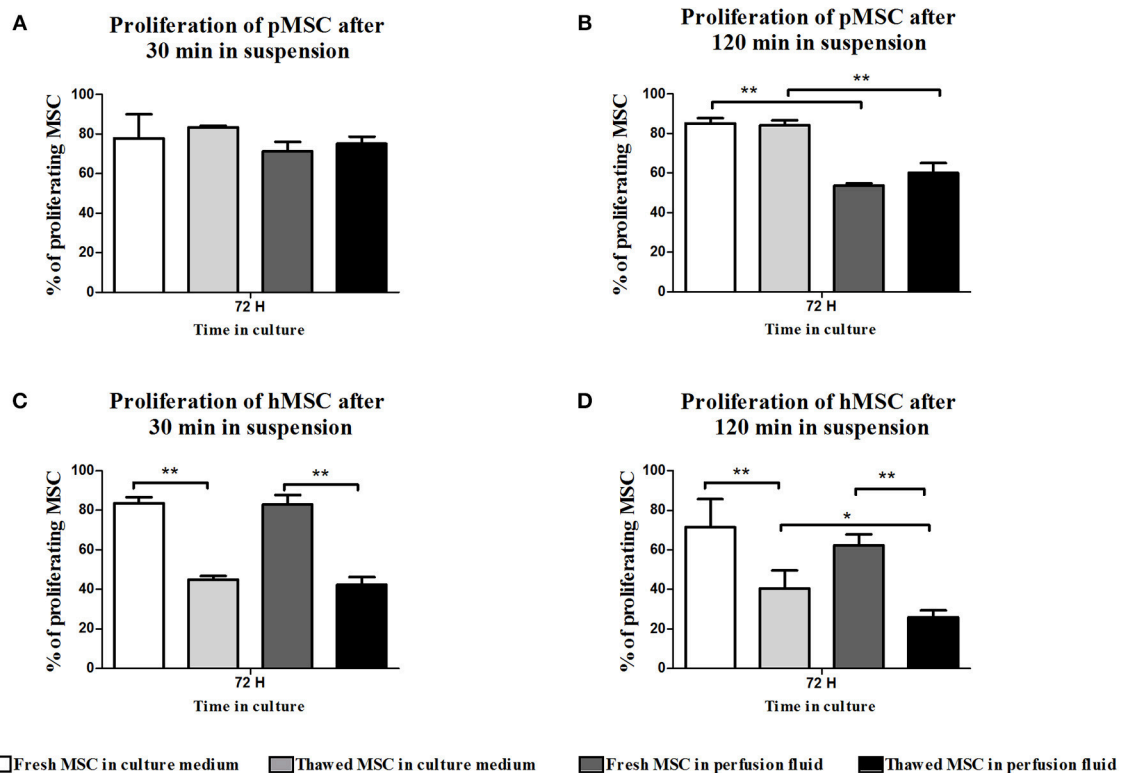 A
Proliferation of pMSC after
30 min in suspension
% of proliferating MSC
100
80
60
40
20
0
72 H
Time in culture
B
Proliferation of pMSC after
120 min in suspension
% of proliferating MSC
100
80
60
40
20
0
**
**
72 H
Time in culture
C
Proliferation of hMSC after
30 min in suspension
% of proliferating MSC
100
80
60
40
20
0
**
**
72 H
Time in culture
D
Proliferation of hMSC after
120 min in suspension
% of proliferating MSC
100
80
60
40
20
0
**
**
*
72 H
Time in culture
Fresh MSC in culture medium
Thawed MSC in culture medium
Fresh MSC in perfusion fluid
Thawed MSC in perfusion fluid